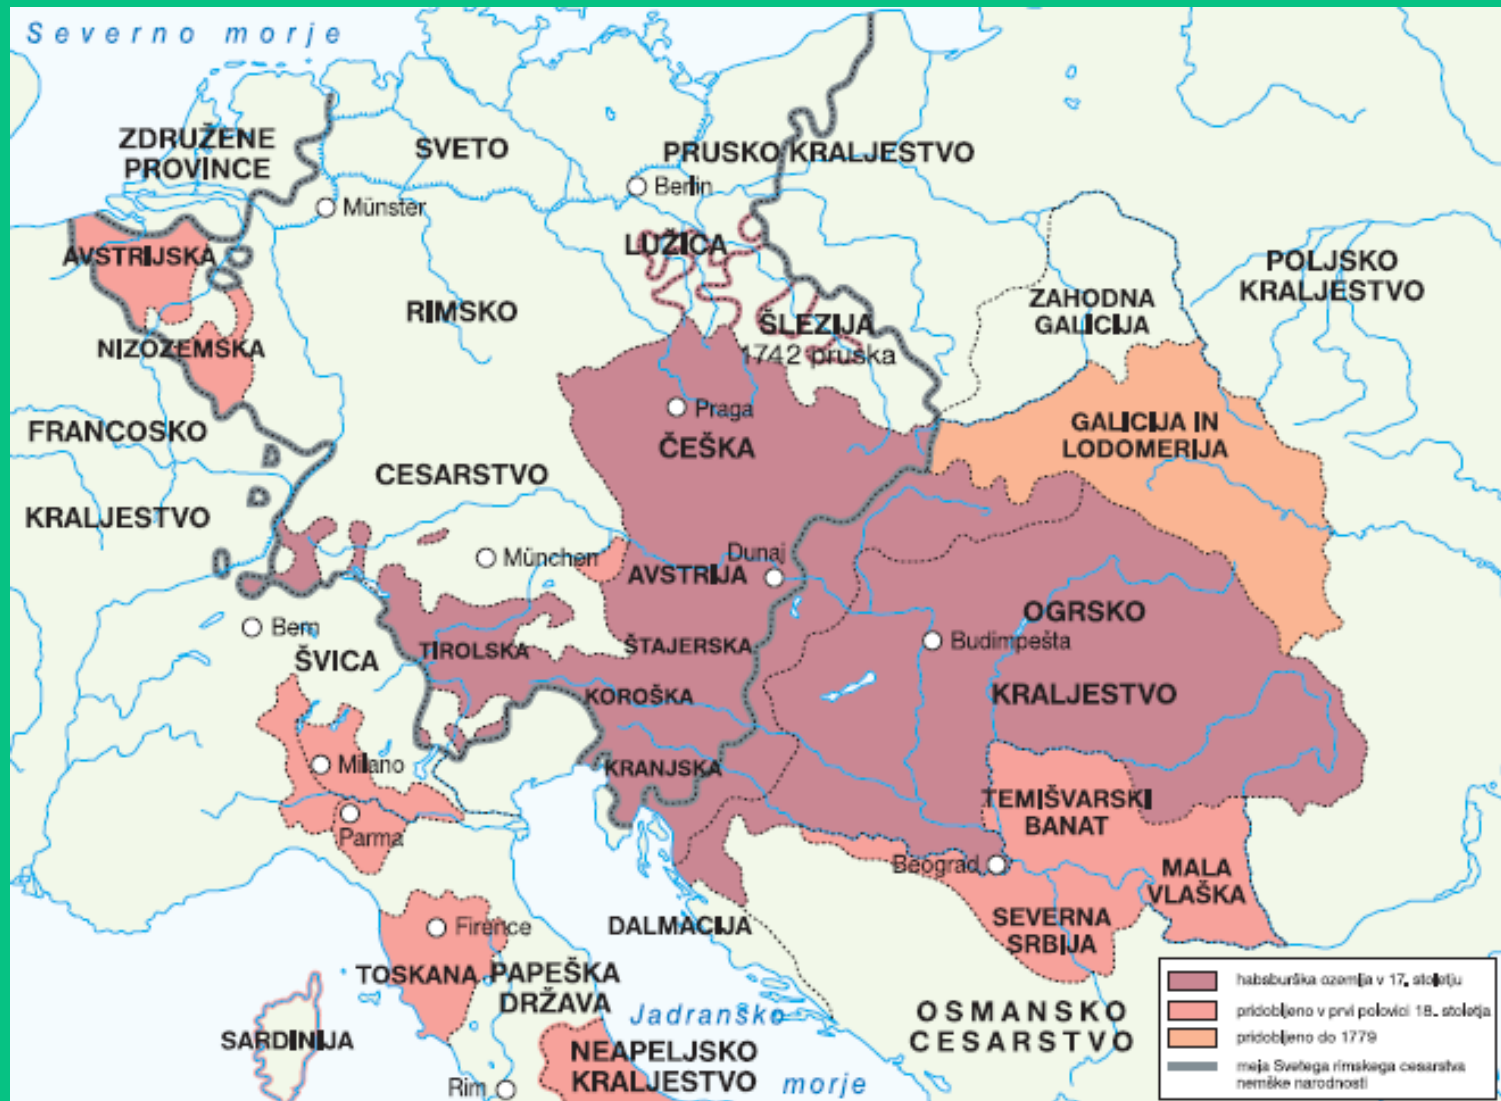 Severno morje
ZDRUŽENE
PROVINCE
SVETO
PRUSKO KRALJESTVO
Berlin
Münster
AVSTRIJSKA
LUŽICA
POLJSKO
KRALJESTVO
ZAHODNA
GALICIJA
RIMSKO
ŠLEZIJA
1742 pruska
NIZOZEMSKA
Praga
FRANCOSKO
ČEŠKA
GALICIJA IN
LODOMERIJA
CESARSTVO
KRALJESTVO
München
Dunaj
AVSTRIJA
OGRSKO
Bern
Budimpešta
ŠVICA
TIROLSKA
ŠTAJERSKA
KOROŠKA
KRALJESTVO
Milano
KRANJSKA
TEMIŠVARSKI
BANAT
Parma
Beograd
MALA
VLAŠKA
Firence
DALMACIJA
SEVERNA
SRBIJA
TOSKANA
PAPEŠKA
DRŽAVA
Jadransko
OSMANSKO
CESARSTVO
SARDINIJA
NEAPELJSKO
KRALJESTVO
morje
Rim
habsburška ozemlja v 17. stoletju
pridobljeno v prvi polovici 18. stoletja
pridobljeno do 1779
meja Svetega rimskega cesarstva
nemške narodnosti